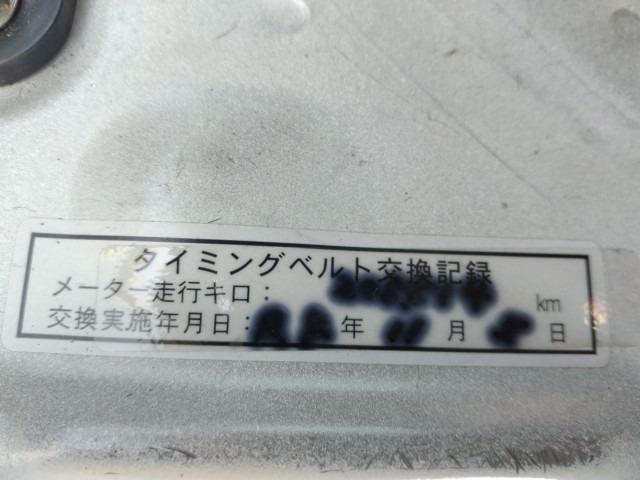 タイミングベルト交換記録
メーター走行キロ： km
交換実施年月日： 年 月 日